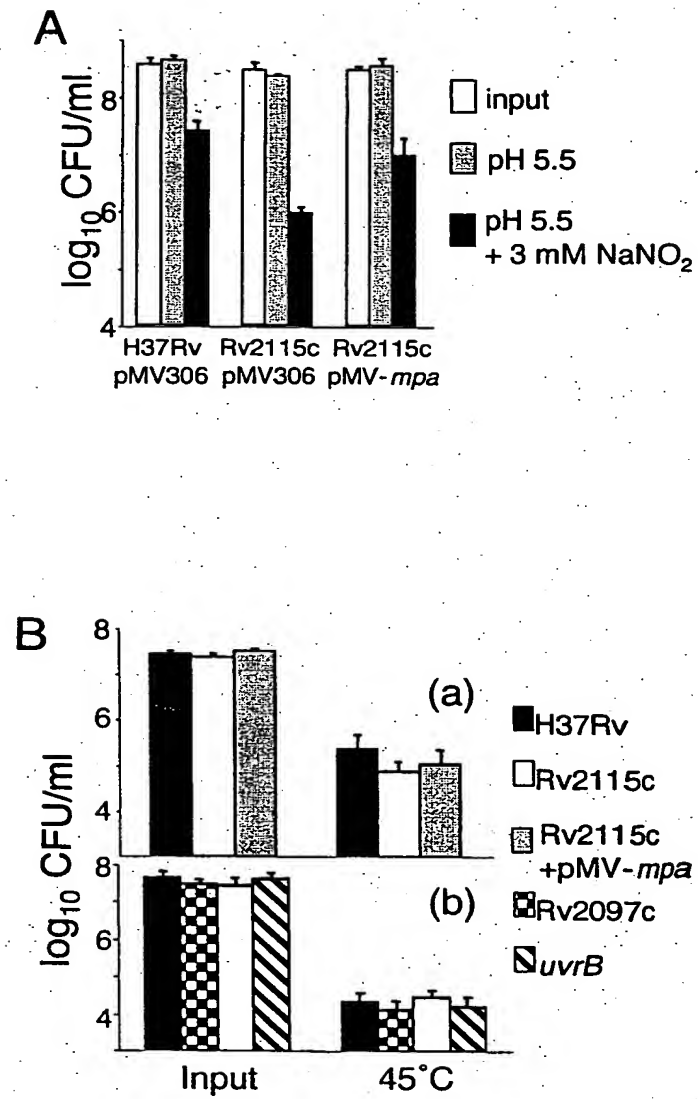 A
log10 CFU/ml.
8
6
4
input
pH 5.5
pH 5.5
+ 3 mM NaNO2
H37Rv Rv2115c Rv2115c
pMV306 pMV306 pMV-mpa
B
log10 CFU/ml
8
6
4
(a)
8
6
4
(b)
H37Rv
Rv2115c
Rv2115c
+pMV-mpa
Rv2097c
uvrB
Input 45°C